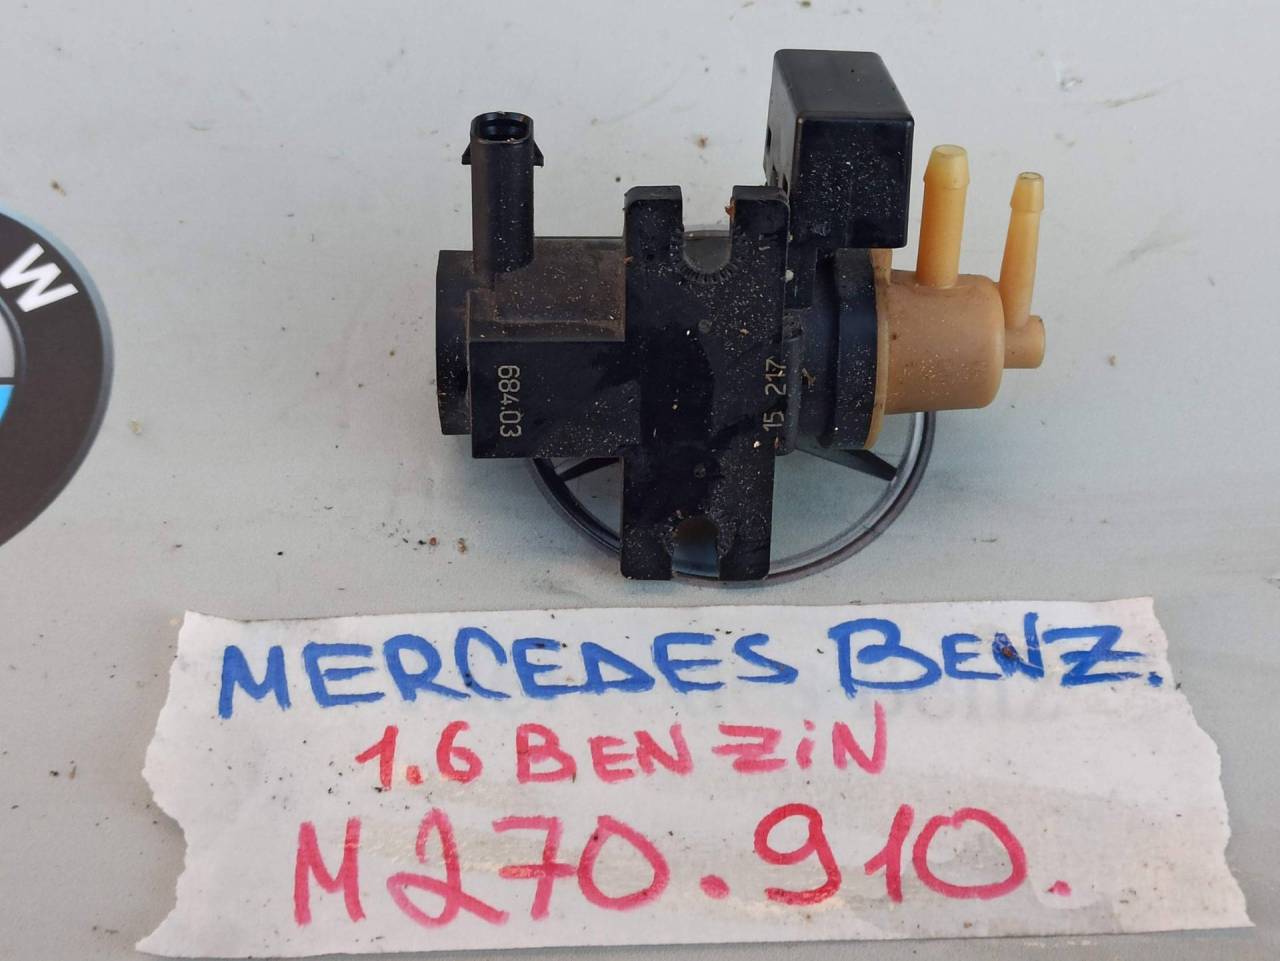 W
684.03
15 217
MERCEDES BENZ.
1.6 BENZiN
M270.910.